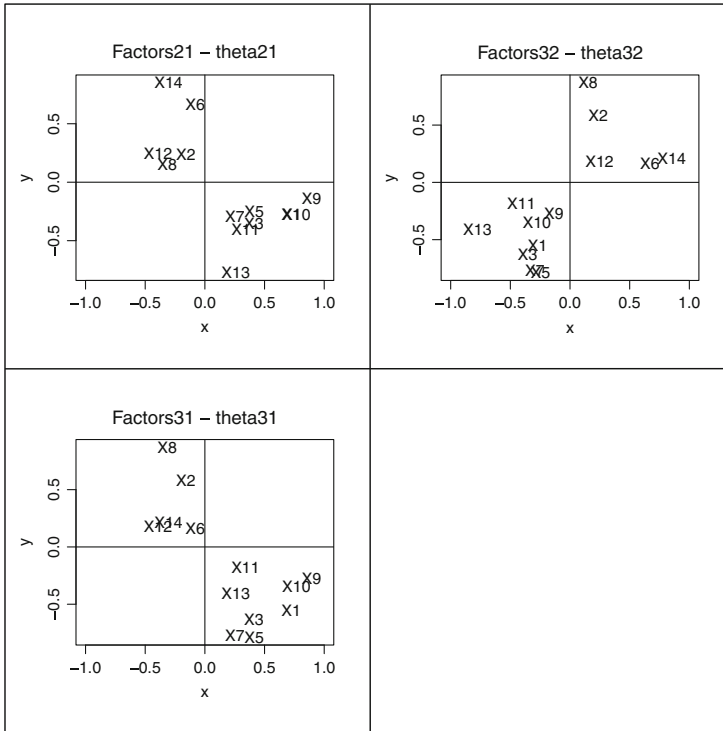 Factors21 – theta21
X14
X6
X12 X2
X8
X9
X5
X7 X10
X3
X11
X13
0.5
0.0
−0.5
y
−1.0 −0.5 0.0 0.5 1.0
x
Factors32 – theta32
X8
X2
X12 X6 X14
X11
X9
X10
X13
X1
X3
X7
X5
0.5
0.0
−0.5
y
−1.0 −0.5 0.0 0.5 1.0
x
Factors31 – theta31
X8
X2
X14
X12 X6
X11
X9
X10
X13
X1
X3
X7 X5
0.5
0.0
−0.5
y
−1.0 −0.5 0.0 0.5 1.0
x